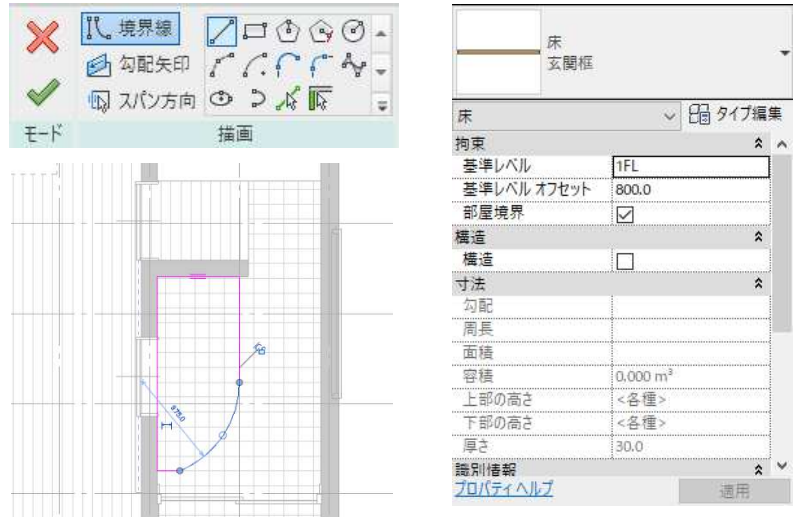 境界線
勾配矢印
スパン方向
モード
描画
床
玄関框
床
タイプ編集
拘束
基準レベル 1FL
基準レベル オフセット 800.0
部屋境界
構造
構造
寸法
勾配
周長
面積
容積 0.000 m³
上部の高さ <各種>
下部の高さ <各種>
厚さ 30.0
識別情報
プロパティヘルプ
適用